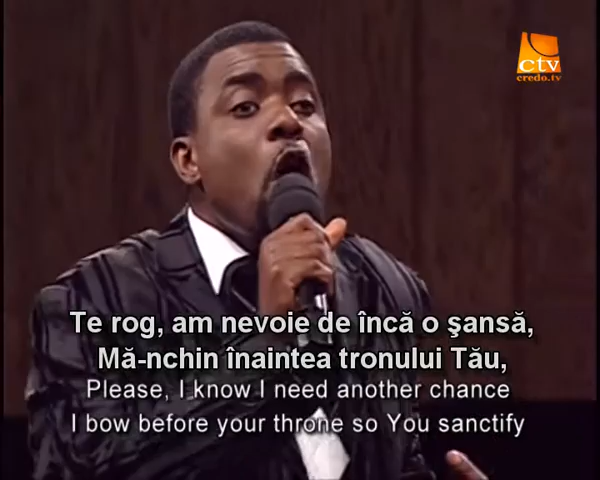 ctv
credo.tv
Te rog, am nevoie de încă o şansă,
Mă-nchin înaintea tronului Tău,
Please, I know I need another chance
I bow before your throne so You sanctify